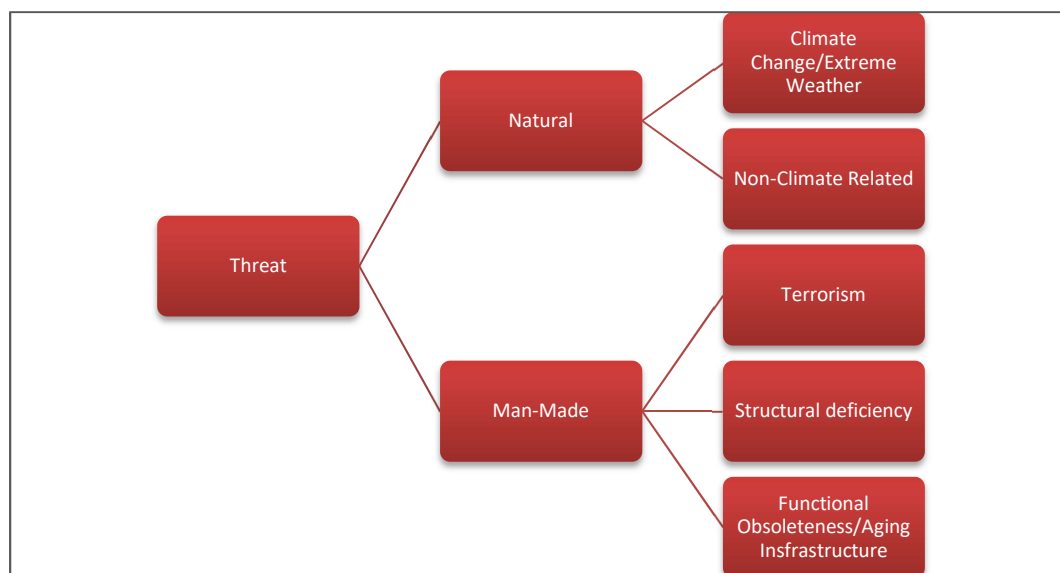 Climate
Change/Extreme
Weather
Natural
Non-Climate Related
Threat
Terrorism
Man-Made
Structural deficiency
Functional
Obsoleteness/Aging
Insfrastructure